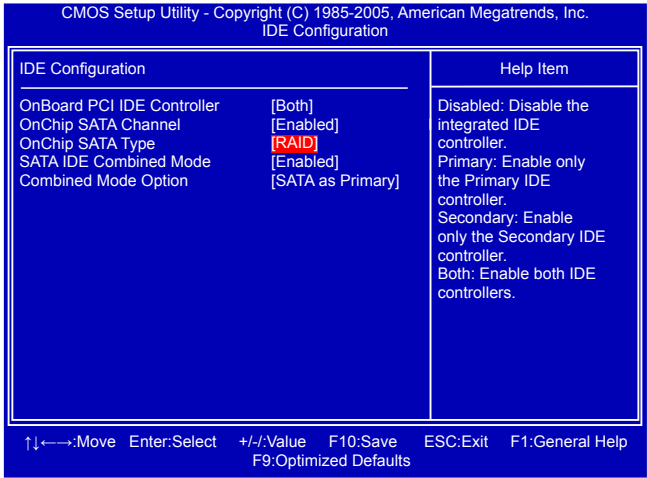 CMOS Setup Utility - Copyright (C) 1985-2005, American Megatrends, Inc.
IDE Configuration
IDE Configuration
OnBoard PCI IDE Controller [Both]
OnChip SATA Channel [Enabled]
OnChip SATA Type [RAID]
SATA IDE Combined Mode [Enabled]
Combined Mode Option [SATA as Primary]
Help Item
Disabled: Disable the
integrated IDE
controller.
Primary: Enable only
the Primary IDE
controller.
Secondary: Enable
only the Secondary IDE
controller.
Both: Enable both IDE
controllers.
↑↓←→:Move Enter:Select +/-/:Value F10:Save ESC:Exit F1:General Help
F9:Optimized Defaults